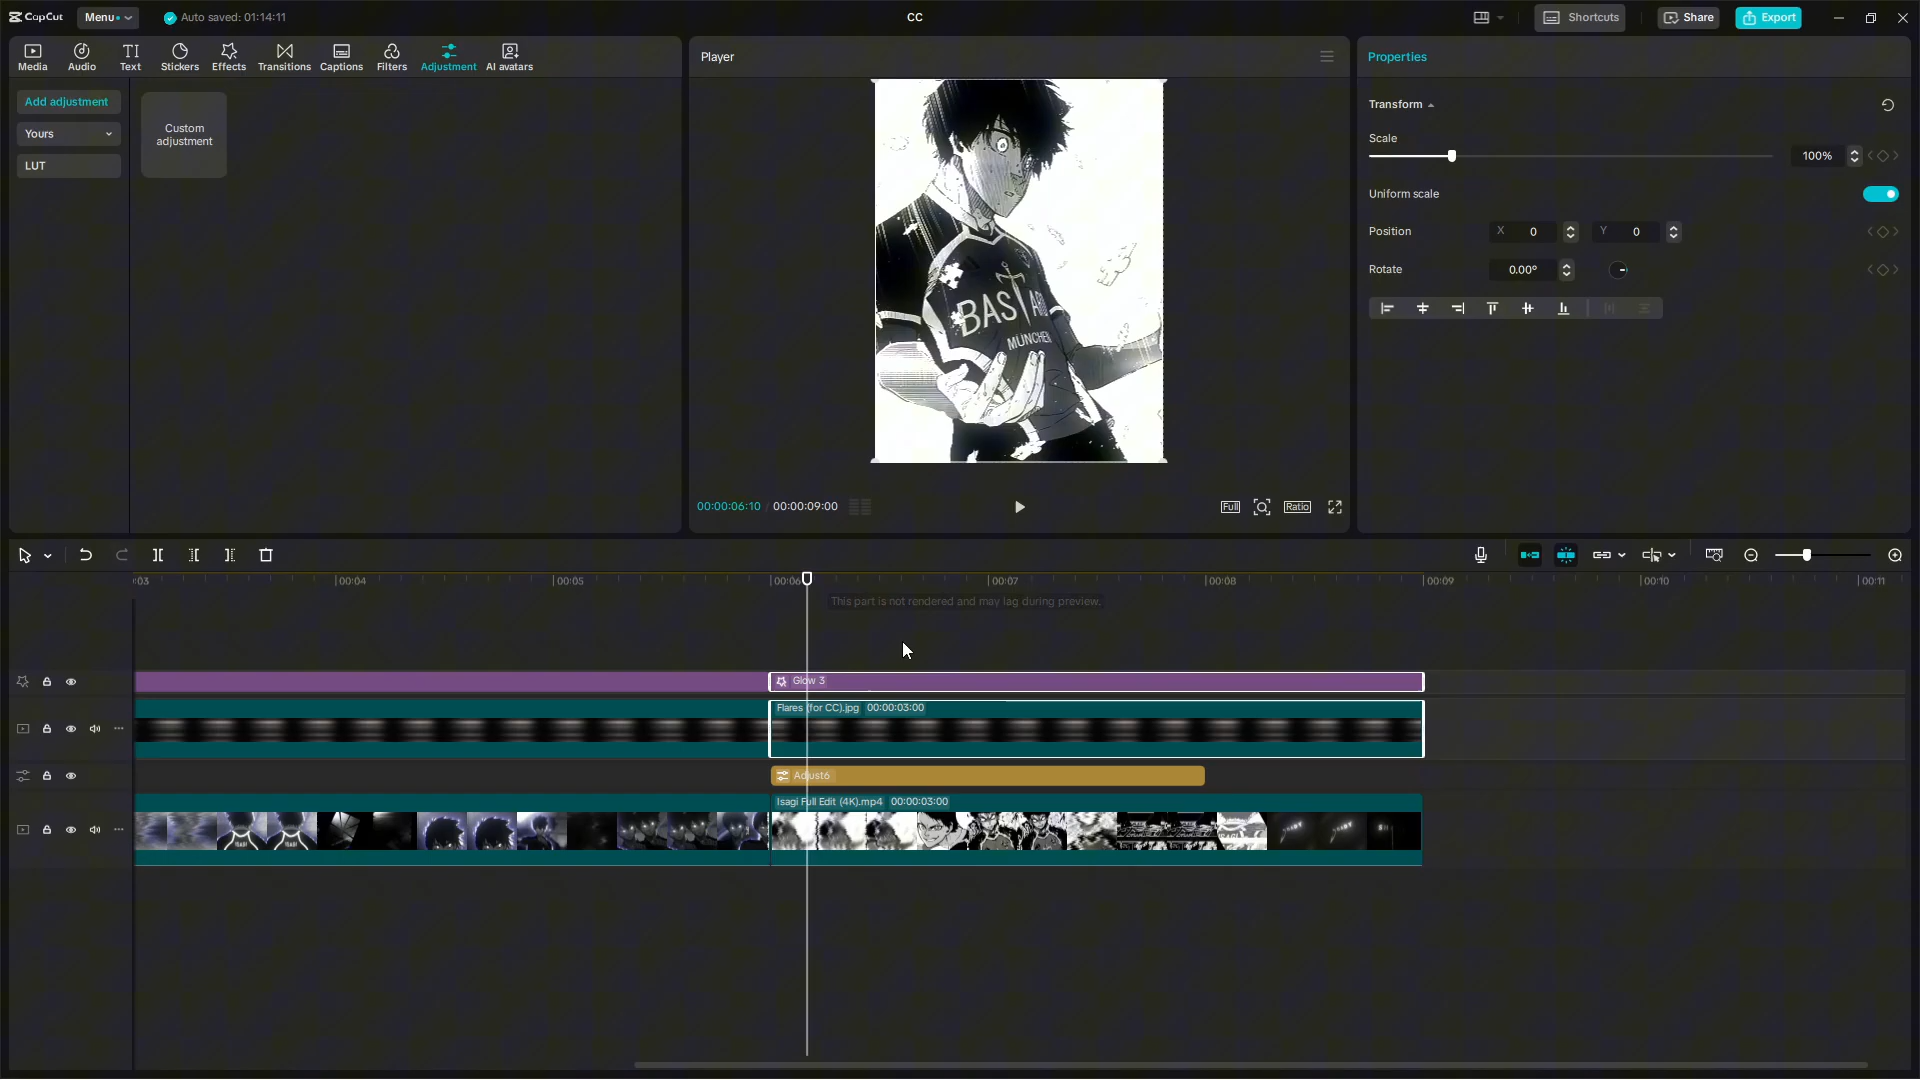 CapCut Menu Auto saved: 01:14:11 CC Shortcuts Share Export
Media Audio Text Stickers Effects Transitions Captions Filters Adjustment AI avatars
Add adjustment
Yours
LUT
Custom
adjustment
Player
BASTARD
MÜNCHEN
00:00:06:10 / 00:00:09:00 Full Ratio
Properties
Transform
Scale
100%
Uniform scale
Position X 0 Y 0
Rotate 0.00°
:03 00:04 00:05 00:06 00:07 00:08 00:09 00:10 00:11
This part is not rendered and may lag during preview.
Glow 3
Flares (for CC).jpg 00:00:03:00
Adjust6
Isagi Full Edit (4K).mp4 00:00:03:00